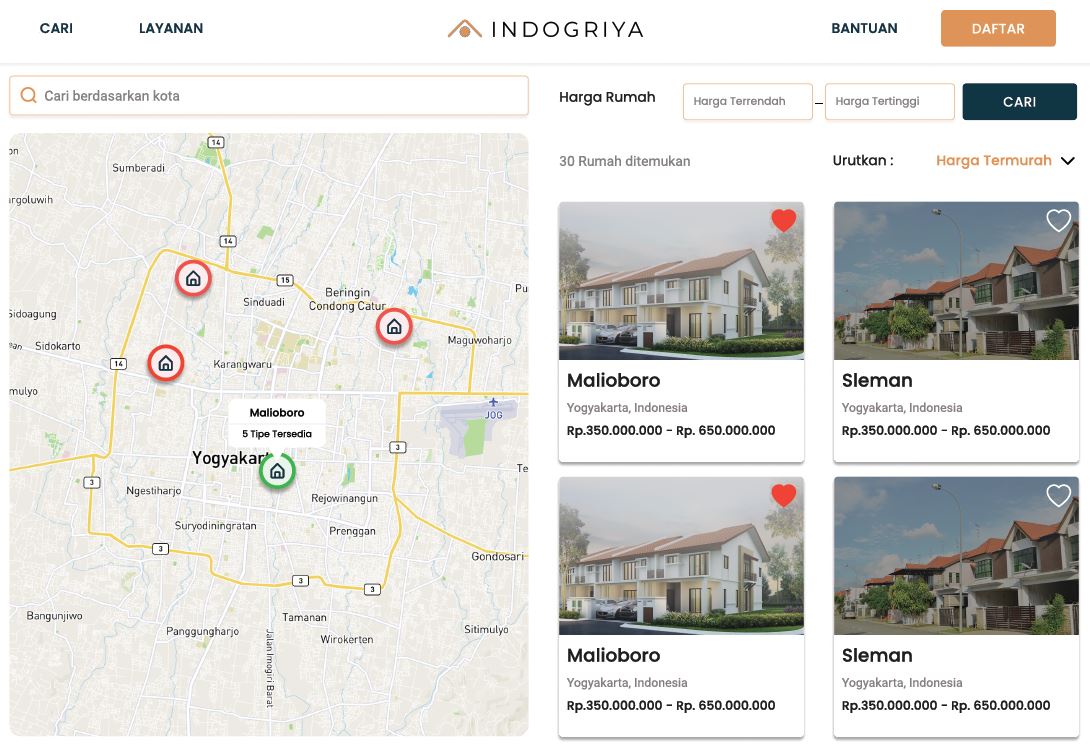 CARI
LAYANAN
INDOGRIYA
BANTUAN
DAFTAR
Cari berdasarkan kota
Harga Rumah
Harga Terrendah
–
Harga Tertinggi
CARI
30 Rumah ditemukan
Urutkan :
Harga Termurah
14
Sumberadi
argoluwih
14
15
Sinduadi
Beringin
Condong Catur
Sidoagung
Sidokarto
14
Karangwaru
Maguwoharjo
mulyo
JOG
Malioboro
5 Tipe Tersedia
3
Yogyakart
3
Ngestiharjo
Rejowinangun
Suryodiningratan
Prenggan
3
Gondosari
3
3
Bangunjiwo
Tamanan
Panggungharjo
Wirokerten
Sitimulyo
Jalan Imogiri Barat
Malioboro
Yogyakarta, Indonesia
Rp.350.000.000 - Rp. 650.000.000
Sleman
Yogyakarta, Indonesia
Rp.350.000.000 - Rp. 650.000.000
Malioboro
Yogyakarta, Indonesia
Rp.350.000.000 - Rp. 650.000.000
Sleman
Yogyakarta, Indonesia
Rp.350.000.000 - Rp. 650.000.000